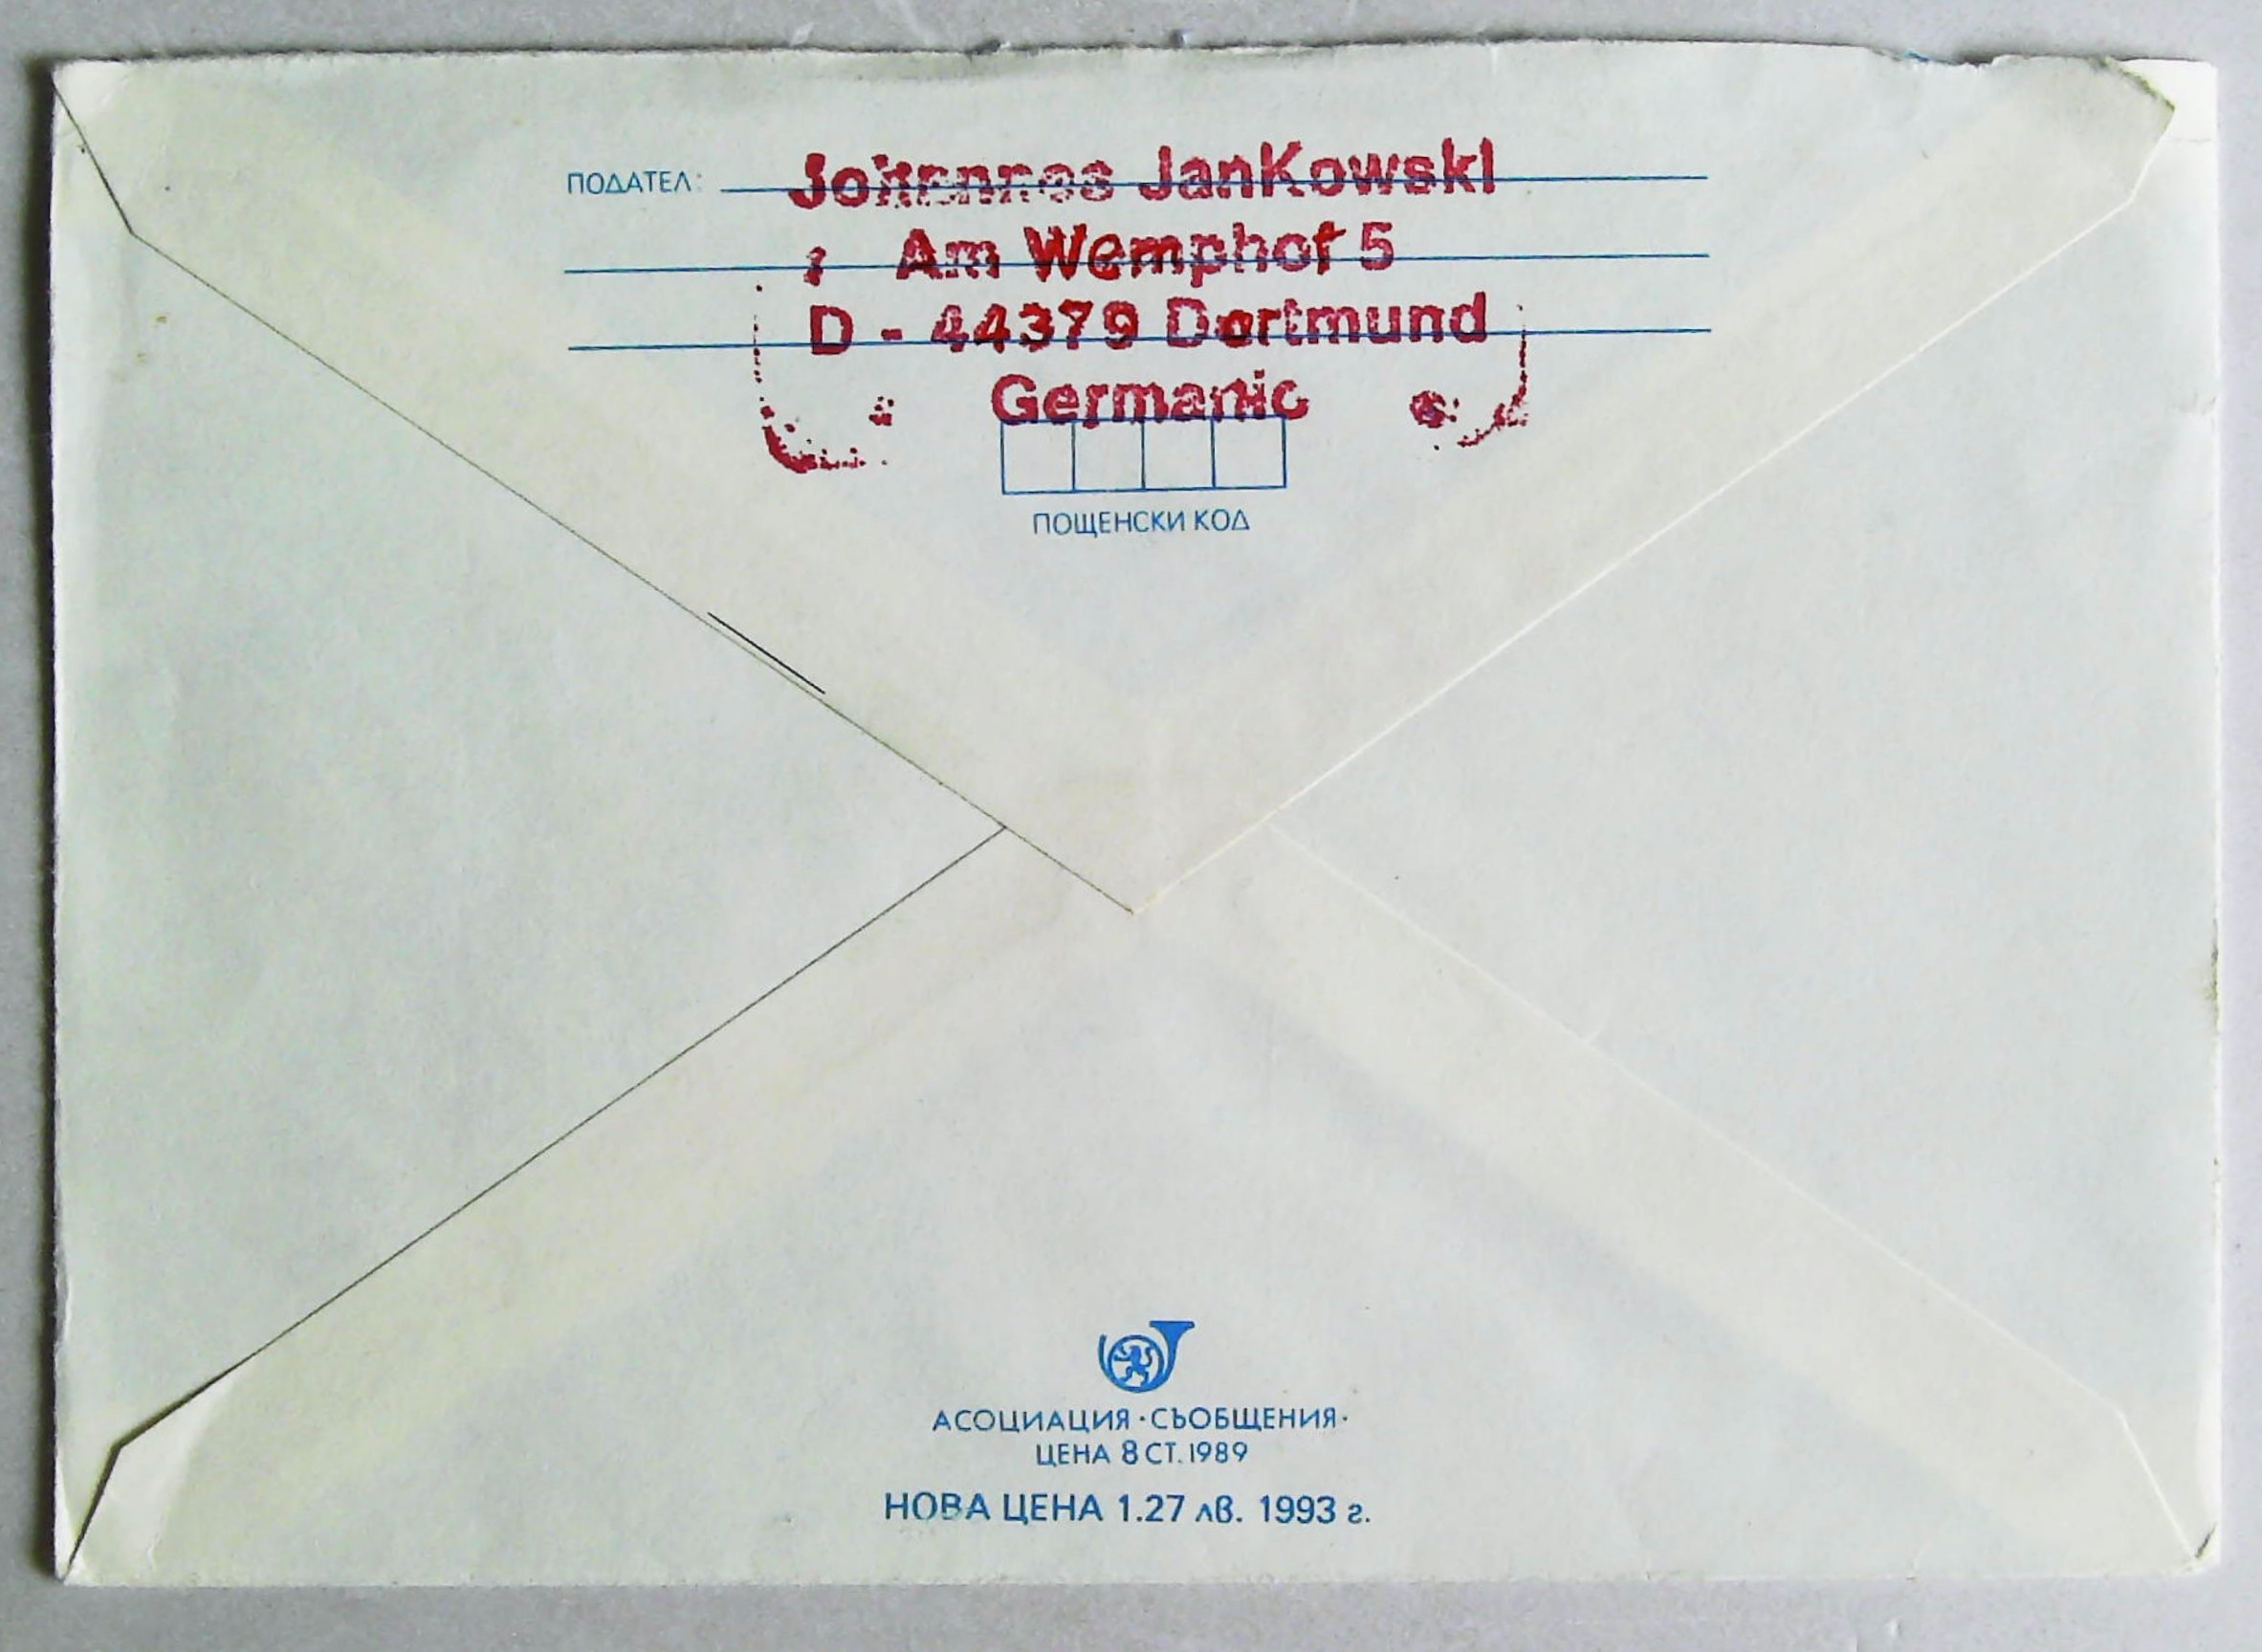 ПОДАТЕЛ: Johannes JanKowski
Am Wemphof 5
D - 44379 Dortmund
Germanic
ПОЩЕНСКИ КОД
АСОЦИАЦИЯ·СЪОБЩЕНИЯ·
ЦЕНА 8 СТ. 1989
НОВА ЦЕНА 1.27 лв. 1993 г.